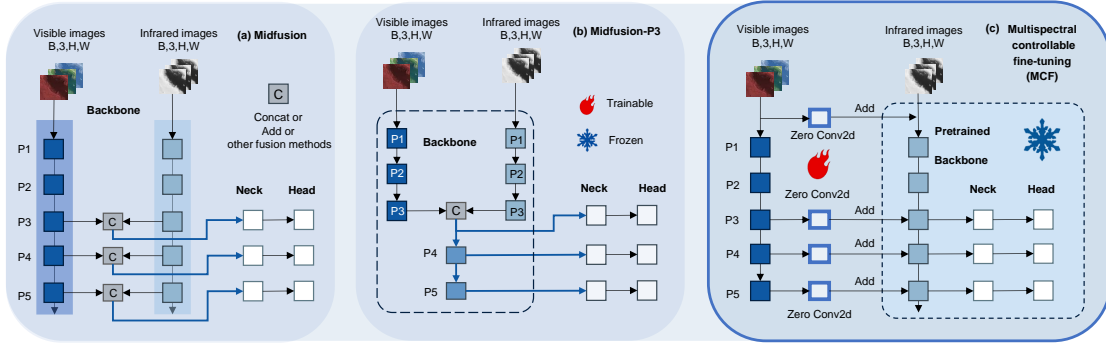 (a) Midfusion
Visible images
B,3,H,W
Infrared images
B,3,H,W
Backbone
C
Concat or
Add or
other fusion methods
P1
P2
P3
P4
P5
C
C
C
Neck
Head
(b) Midfusion-P3
Visible images
B,3,H,W
Infrared images
B,3,H,W
Trainable
Frozen
Backbone
P1
P1
P2
P2
P3
C
P3
P4
P5
Neck
Head
(c) Multispectral
controllable
fine-tuning
(MCF)
Visible images
B,3,H,W
Infrared images
B,3,H,W
Add
Zero Conv2d
Pretrained
Backbone
P1
P2
P3
P4
P5
Zero Conv2d
Add
Add
Add
Zero Conv2d
Neck
Head